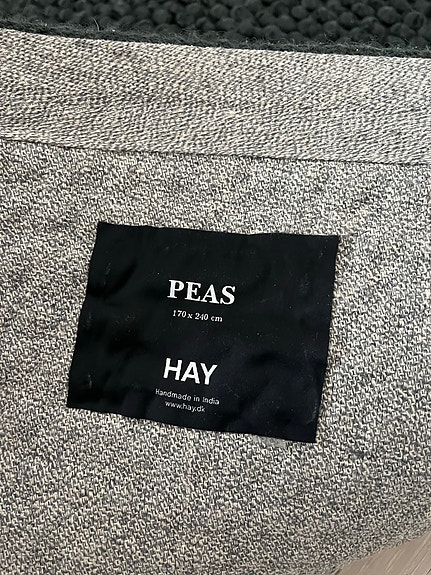 PEAS
170 x 240 cm
HAY
Handmade in India
www.hay.dk